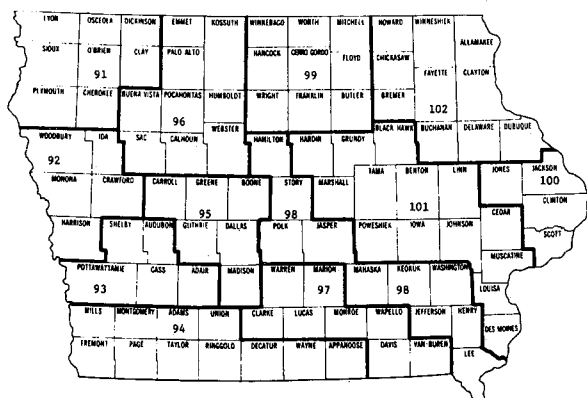 LYON OSCEOLA DICKINSON EMMET KOSSUTH WINNEBAGO WORTH MITCHELL HOWARD WINNESHIEK
ALLAMAKEE
SIOUX O'BRIEN CLAY PALO ALTO HANCOCK CERRO GORDO FLOYD CHICKASAW
91 99 FAYETTE CLAYTON
PLYMOUTH CHEROKEE BUENA VISTA POCAHONTAS HUMBOLDT WRIGHT FRANKLIN BUTLER BREMER
96 102
WEBSTER BLACK HAWK BUCHANAN DELAWARE DUBUQUE
WOODBURY IDA SAC CALHOUN HAMILTON HARDIN GRUNDY
92
TAMA BENTON LINN JONES JACKSON
100
MONONA CRAWFORD CARROLL GREENE BOONE STORY MARSHALL
101 CLINTON
95 98 CEDAR
HARRISON SHELBY AUDUBON GUTHRIE DALLAS POLK JASPER POWESHIEK IOWA JOHNSON
SCOTT
MUSCATINE
POTTAWATTAMIE CASS ADAIR MADISON WARREN MARION MAHASKA KEOKUK WASHINGTON
93 97 98
LOUISA
MILLS MONTGOMERY ADAMS UNION CLARKE LUCAS MONROE WAPELLO JEFFERSON HENRY
94
DES MOINES
FREMONT PAGE TAYLOR RINGGOLD DECATUR WAYNE APPANOOSE DAVIS VAN BUREN
LEE